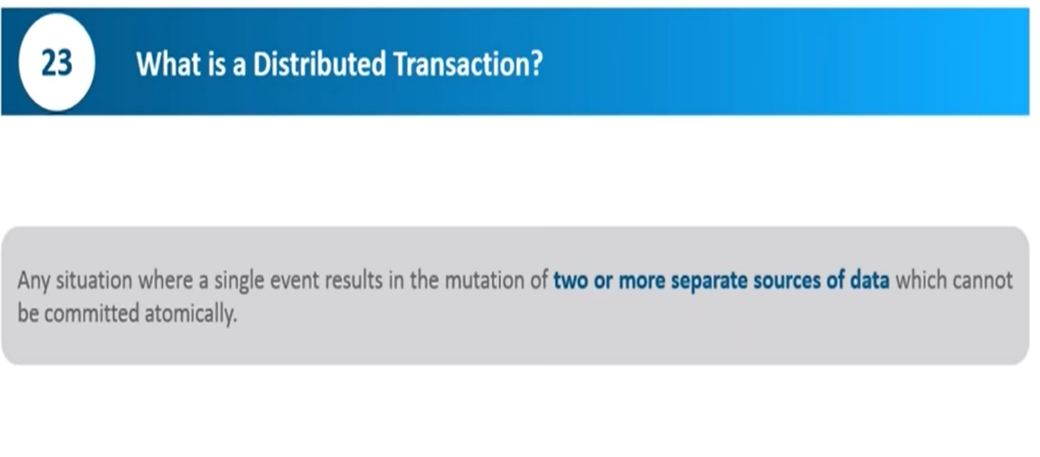 23
What is a Distributed Transaction?
Any situation where a single event results in the mutation of two or more separate sources of data which cannot
be committed atomically.